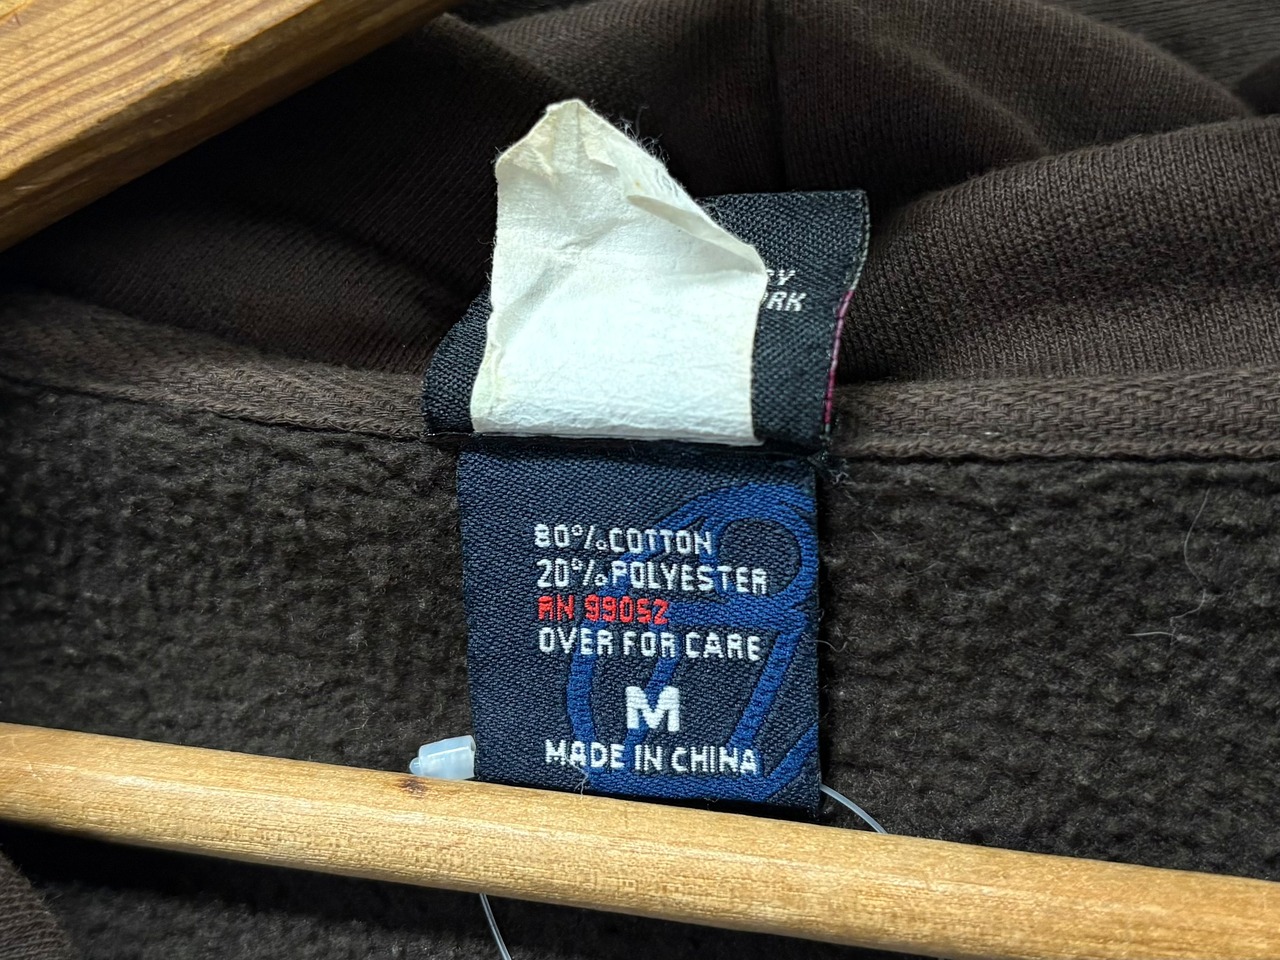 80% COTTON
20% POLYESTER
RN 99052
OVER FOR CARE
M
MADE IN CHINA